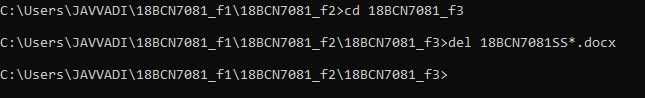 C:\Users\JAVVADI\18BCN7081_f1\18BCN7081_f2>cd 18BCN7081_f3
C:\Users\JAVVADI\18BCN7081_f1\18BCN7081_f2\18BCN7081_f3>del 18BCN7081SS*.docx
C:\Users\JAVVADI\18BCN7081_f1\18BCN7081_f2\18BCN7081_f3>